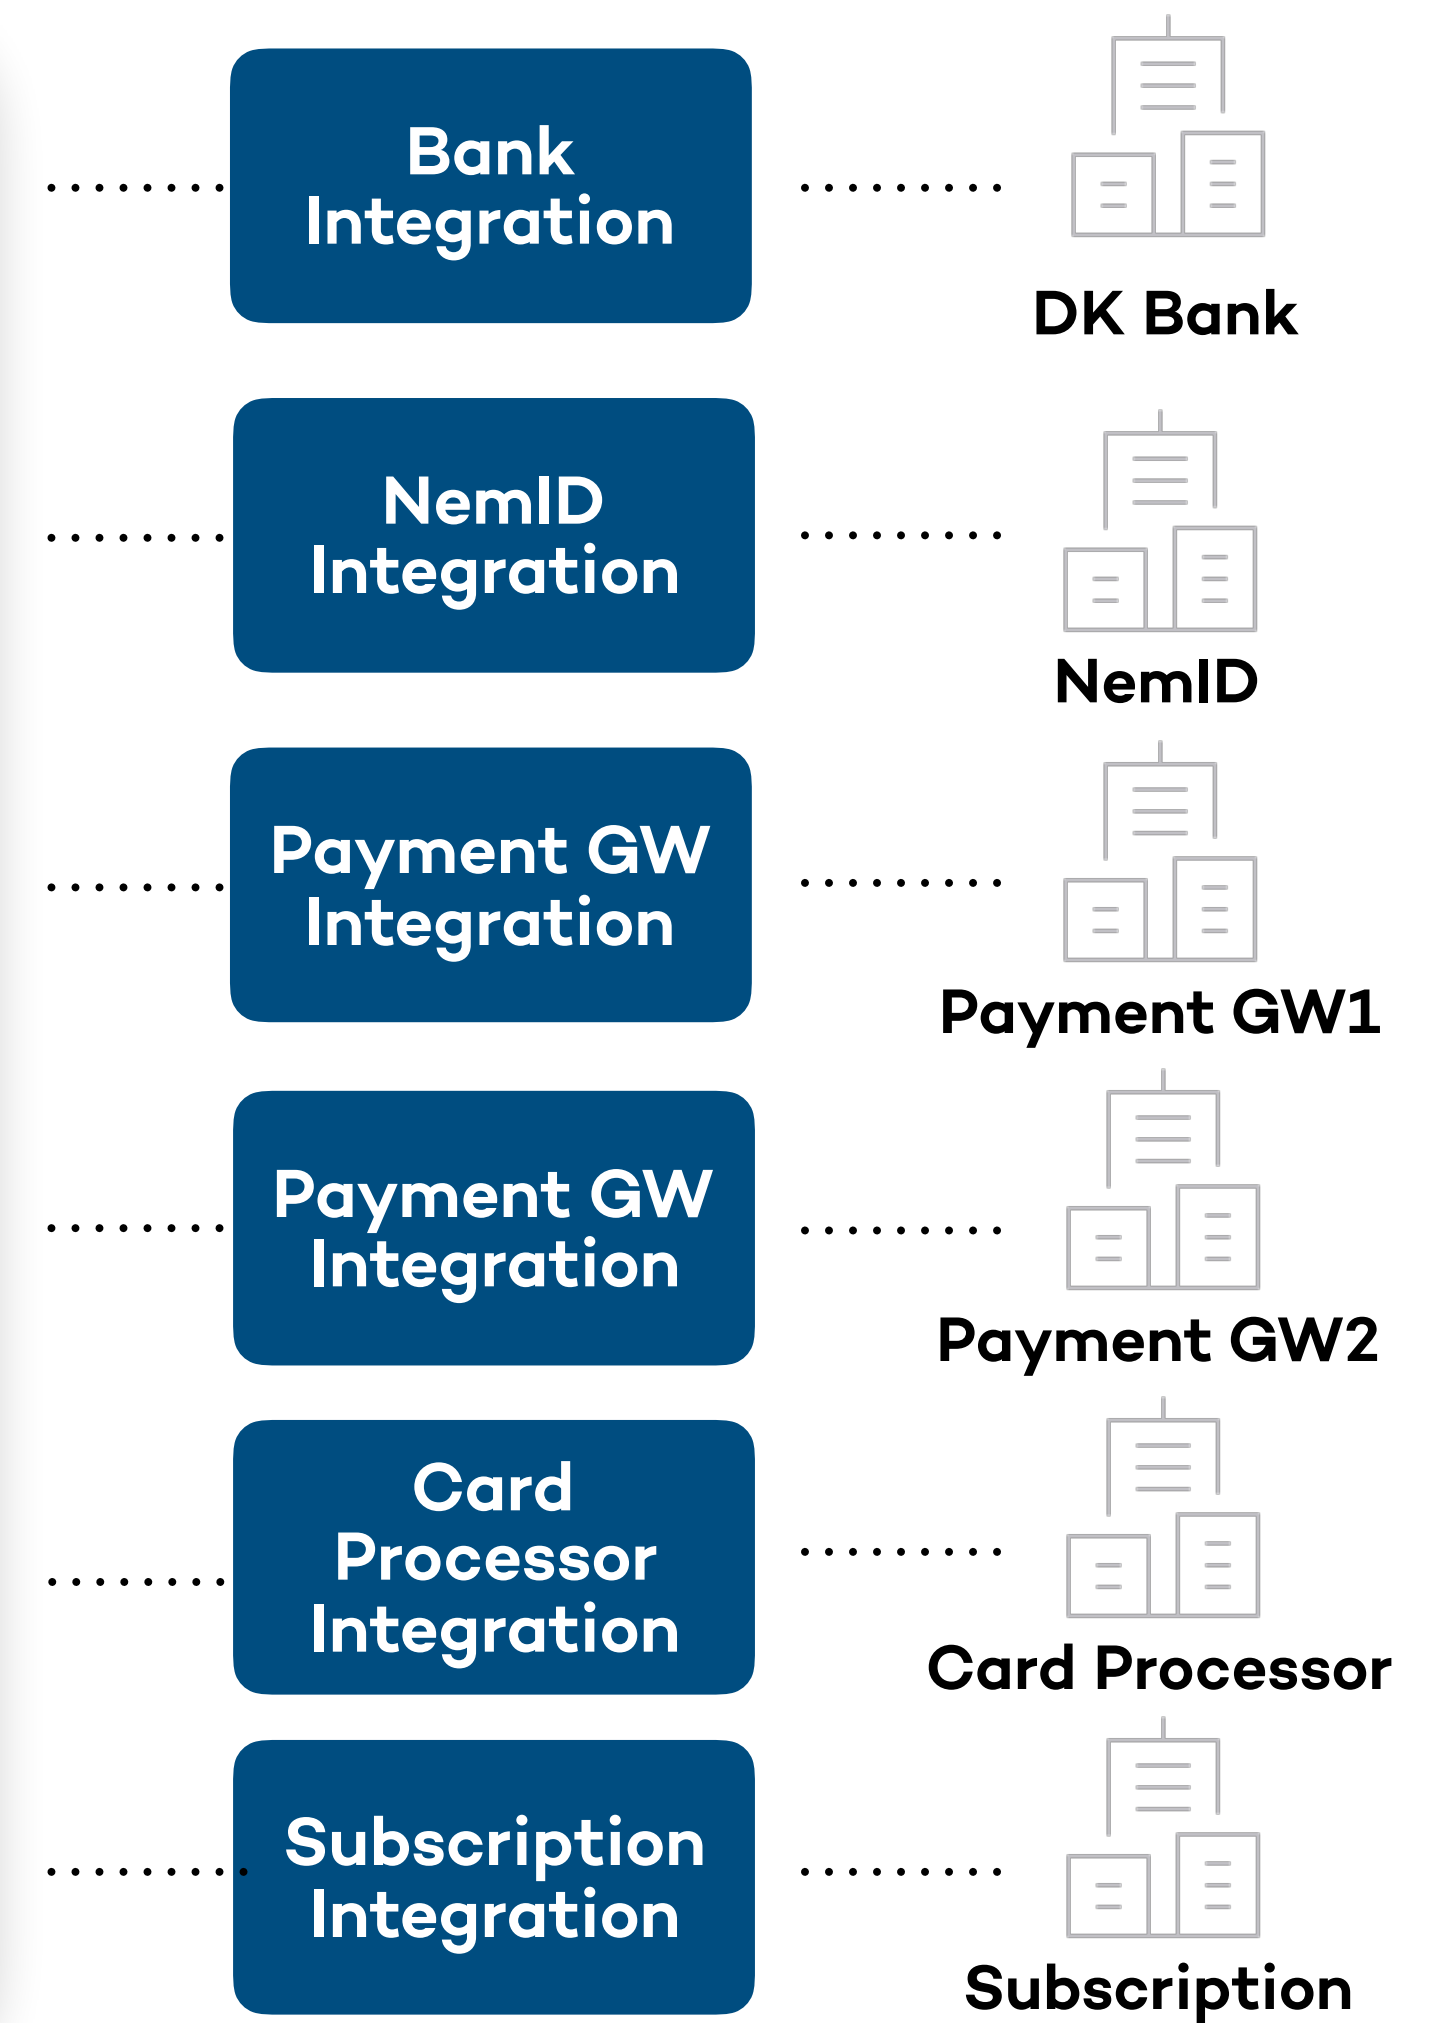 Bank
Integration
DK Bank
NemID
Integration
NemID
Payment GW
Integration
Payment GW1
Payment GW
Integration
Payment GW2
Card
Processor
Integration
Card Processor
Subscription
Integration
Subscription